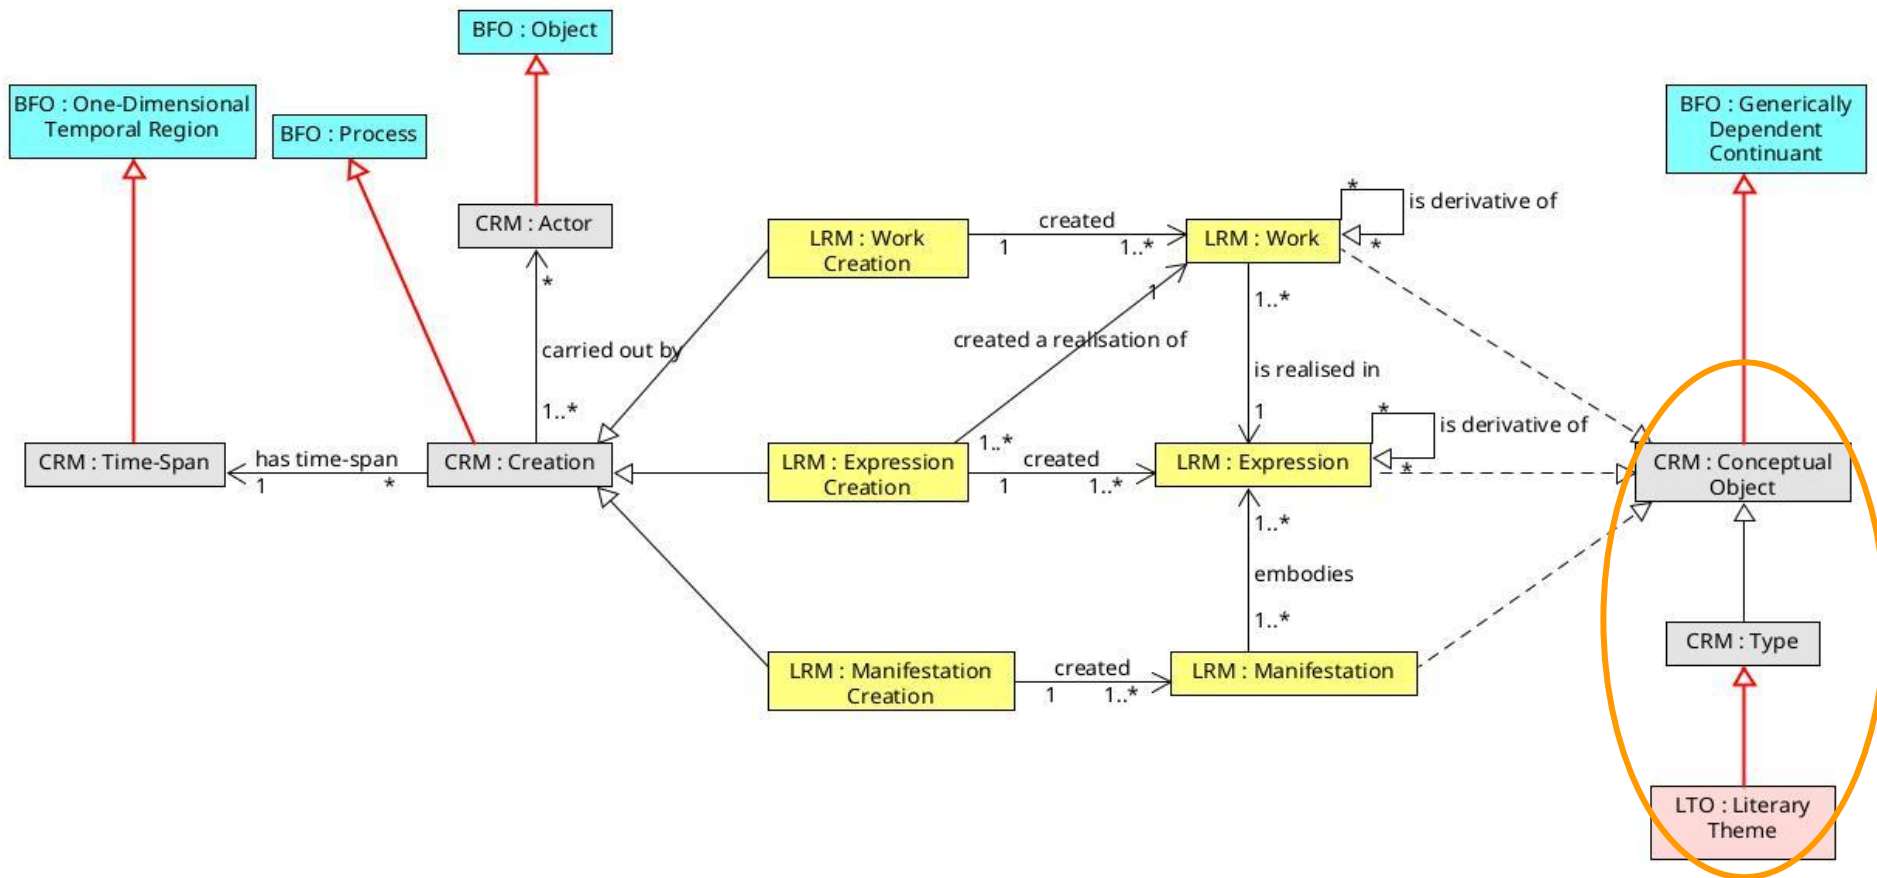 BFO : Object
BFO : One-Dimensional
Temporal Region
BFO : Process
BFO : Generically
Dependent
Continuant
CRM : Actor
*
carried out by
1..*
LRM : Work
Creation
created
1
1..*
LRM : Work
*
is derivative of
*
1
created a realisation of
1..*
1..*
is realised in
1
CRM : Time-Span
has time-span
1
*
CRM : Creation
LRM : Expression
Creation
created
1
1..*
LRM : Expression
*
is derivative of
*
CRM : Conceptual
Object
1..*
embodies
1..*
CRM : Type
LRM : Manifestation
Creation
created
1
1..*
LRM : Manifestation
LTO : Literary
Theme